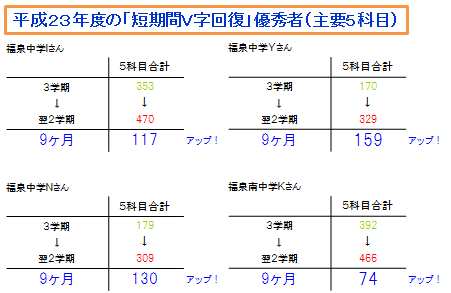 平成23年度の「短期間V字回復」優秀者(主要5科目)
福泉中学Iさん
5科目合計
3学期 353
↓ ↓
翌2学期 470
9ケ月 117 アップ!
福泉中学Yさん
5科目合計
3学期 170
↓ ↓
翌2学期 329
9ケ月 159 アップ!
福泉中学Nさん
5科目合計
3学期 179
↓ ↓
翌2学期 309
9ケ月 130 アップ!
福泉南中学Kさん
5科目合計
3学期 392
↓ ↓
翌2学期 466
9ケ月 74 アップ!